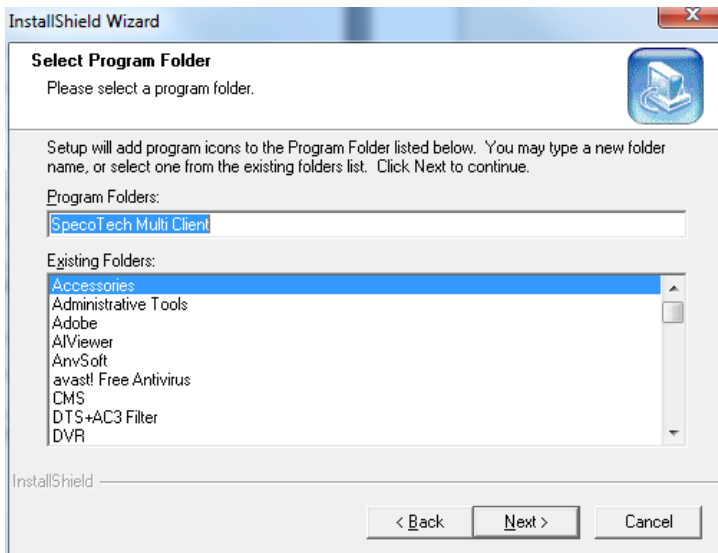 InstallShield Wizard
Select Program Folder
Please select a program folder.
Setup will add program icons to the Program Folder listed below. You may type a new folder
name, or select one from the existing folders list. Click Next to continue.
Program Folders:
SpecoTech Multi Client
Existing Folders:
Accessories
Administrative Tools
Adobe
AIViewer
AnvSoft
avast! Free Antivirus
CMS
DTS+AC3 Filter
DVR
InstallShield
< Back
Next >
Cancel